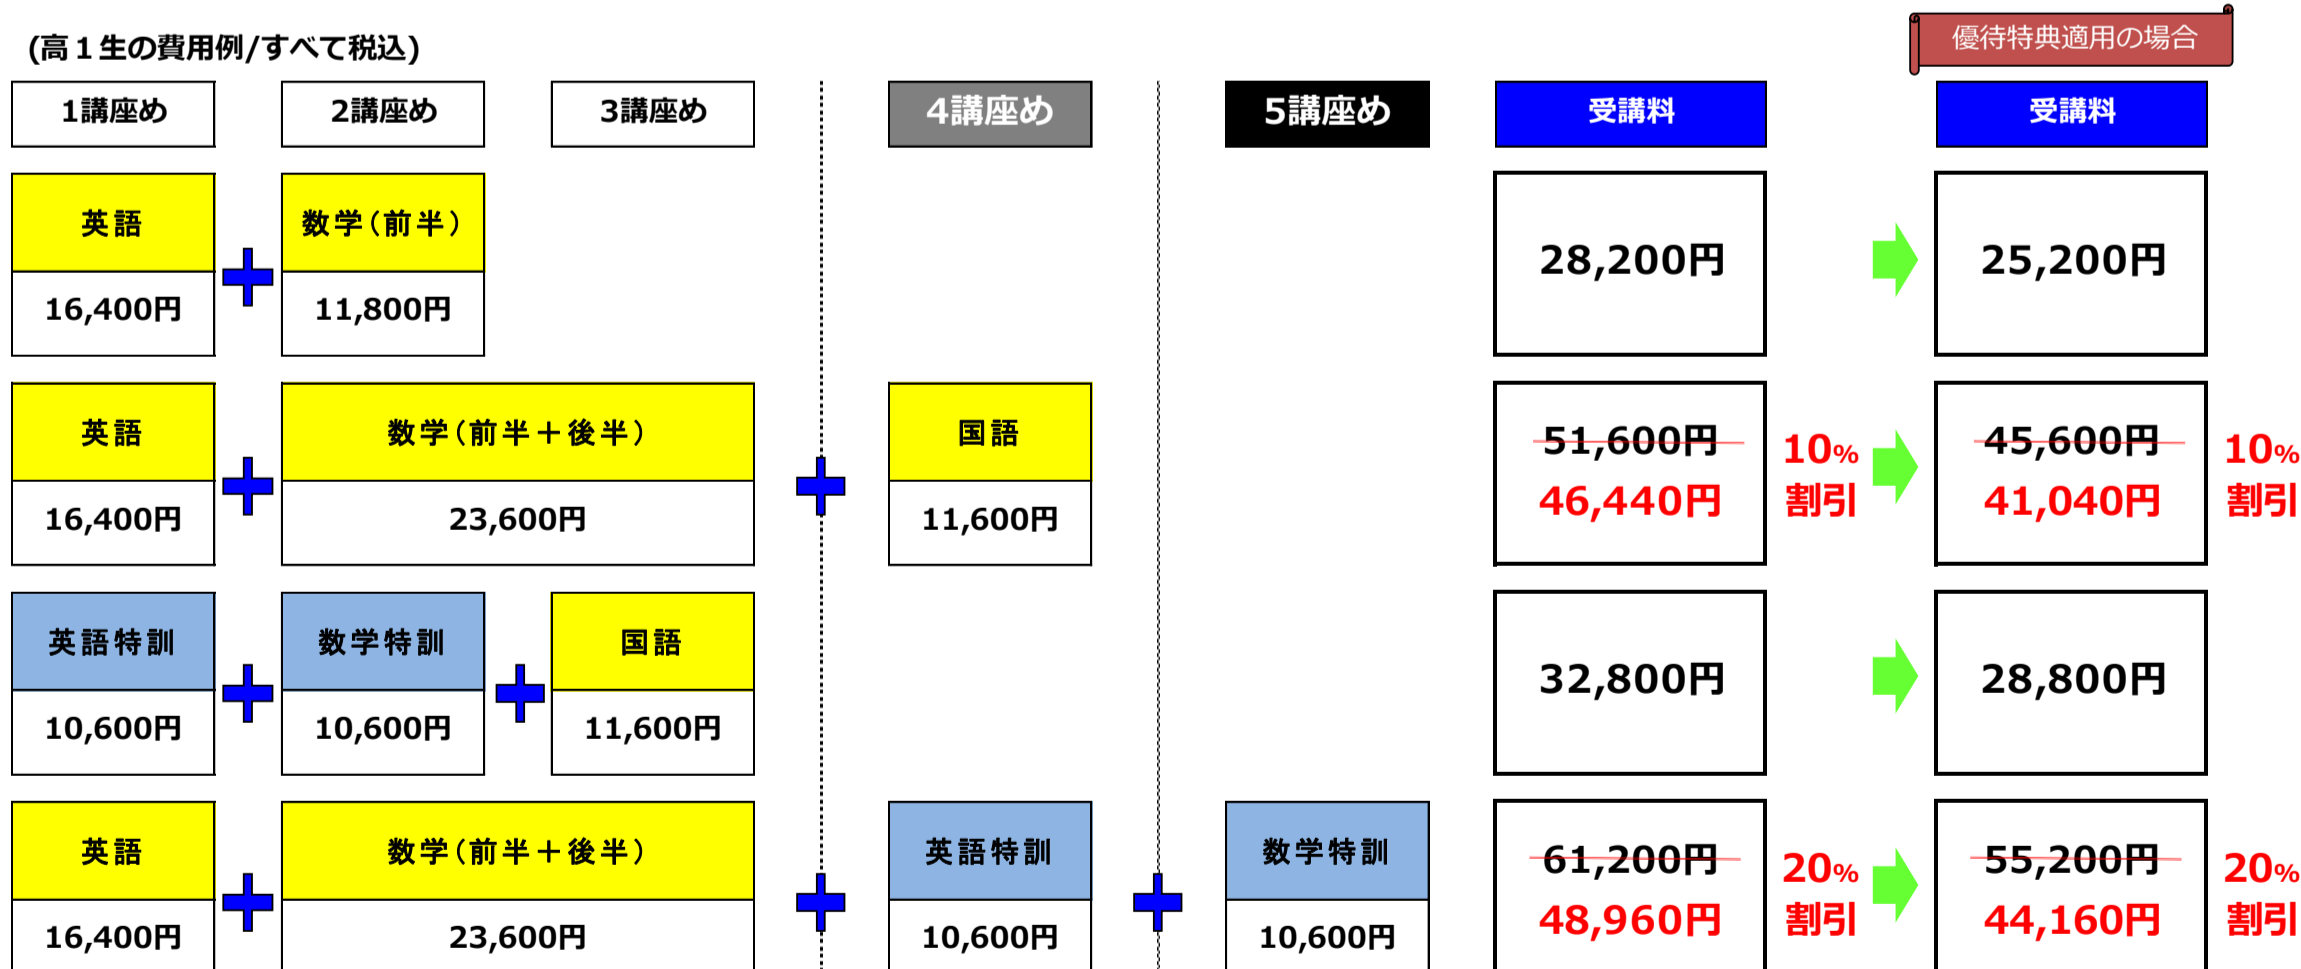 優待特典適用の場合
(高１生の費用例/すべて税込)
1講座め 2講座め 3講座め 4講座め 5講座め 受講料 受講料
英語 数学(前半)
16,400円 11,800円
28,200円 25,200円
英語 数学(前半＋後半) 国語
16,400円 23,600円 11,600円
51,600円 45,600円
46,440円 41,040円
10%
割引
10%
割引
英語特訓 数学特訓 国語
10,600円 10,600円 11,600円
32,800円 28,800円
英語 数学(前半＋後半) 英語特訓 数学特訓
16,400円 23,600円 10,600円 10,600円
61,200円 55,200円
48,960円 44,160円
20%
割引
20%
割引